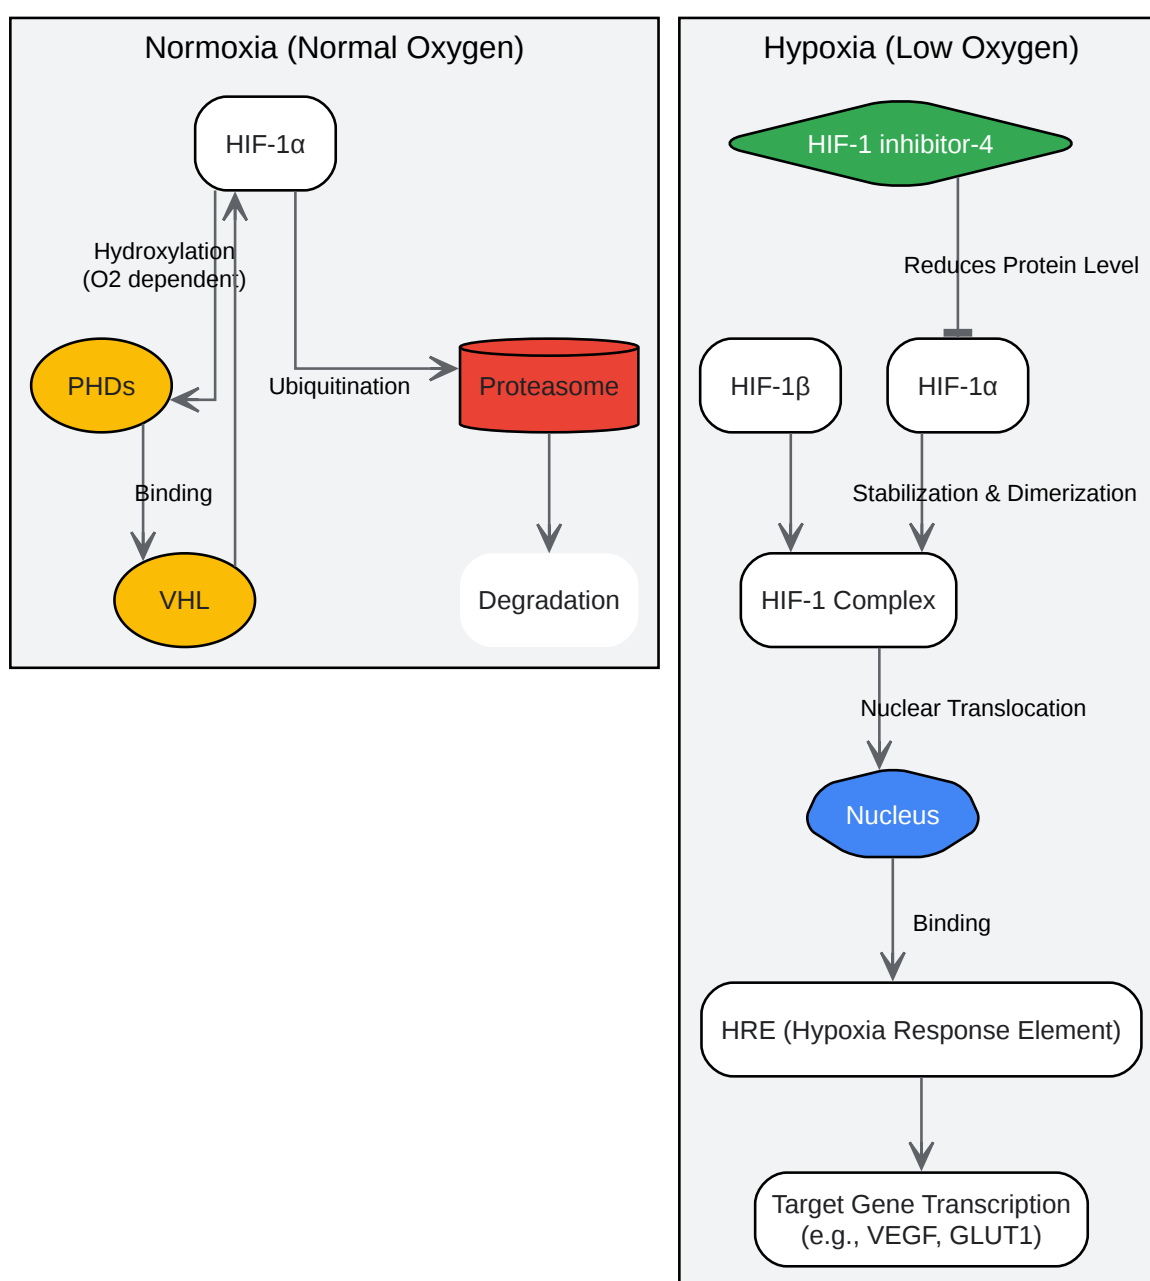 Normoxia (Normal Oxygen)
HIF-1α
Hydroxylation
(O2 dependent)
PHDs
Ubiquitination
Proteasome
Binding
VHL
Degradation
Hypoxia (Low Oxygen)
HIF-1 inhibitor-4
Reduces Protein Level
HIF-1β
HIF-1α
Stabilization & Dimerization
HIF-1 Complex
Nuclear Translocation
Nucleus
Binding
HRE (Hypoxia Response Element)
Target Gene Transcription
(e.g., VEGF, GLUT1)